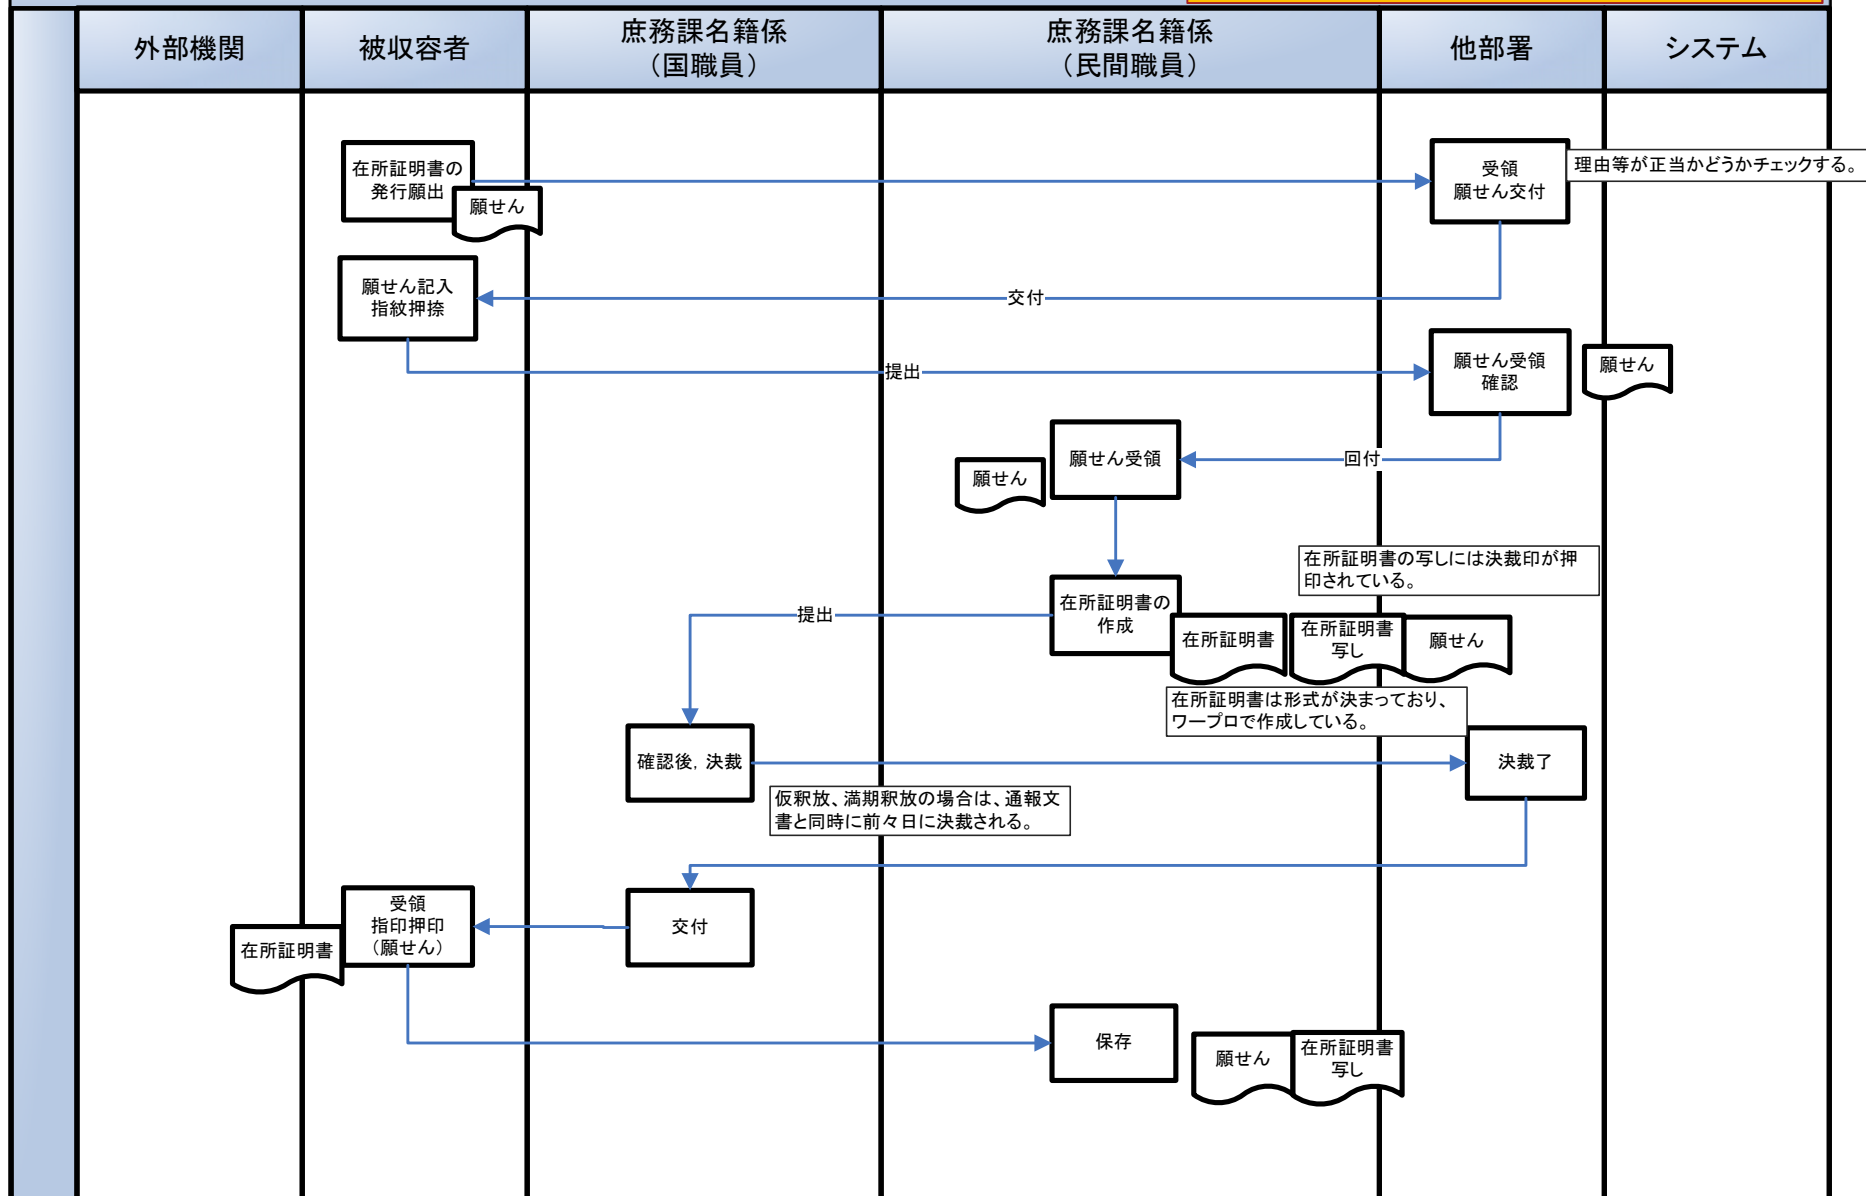 外部機関
被収容者
庶務課名籍係
（国職員）
庶務課名籍係
（民間職員）
他部署
システム
在所証明書の
発行願出
願せん
受領
願せん交付
理由等が正当かどうかチェックする。
願せん記入
指紋押捺
交付
提出
願せん受領
確認
願せん
願せん受領
願せん
回付
在所証明書の写しには決裁印が押
印されている。
在所証明書の
作成
提出
在所証明書
在所証明書
写し
願せん
在所証明書は形式が決まっており、
ワープロで作成している。
確認後，決裁
決裁了
仮釈放、満期釈放の場合は、通報文
書と同時に前々日に決裁される。
受領
指印押印
（願せん）
在所証明書
交付
保存
願せん
在所証明書
写し